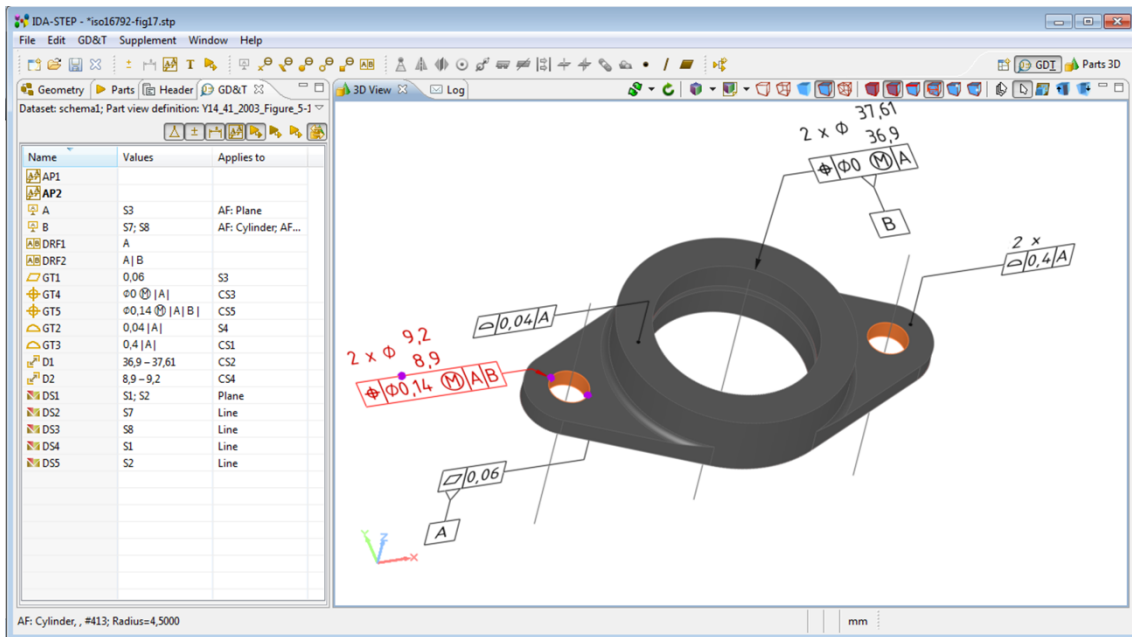 IDA-STEP - *iso16792-fig17.stp
File Edit GD&T Supplement Window Help
GDT Parts 3D
Geometry Parts Header GD&T
3D View Log
Dataset: schema1; Part view definition: Y14_41_2003_Figure_5-1
Name Values Applies to
AP1
AP2
A S3 AF: Plane
B S7; S8 AF: Cylinder; AF...
DRF1 A
DRF2 A|B
GT1 0,06 S3
GT4 ⌀0 Ⓜ |A| CS3
GT5 ⌀0,14 Ⓜ |A|B| CS5
GT2 0,04 |A| S4
GT3 0,4 |A| CS1
D1 36,9 – 37,61 CS2
D2 8,9 – 9,2 CS4
DS1 S1; S2 Plane
DS2 S7 Line
DS3 S8 Line
DS4 S1 Line
DS5 S2 Line
37,61
2 x ⌀ 36,9
⌖|⌀0 Ⓜ|A
B
2 x
⌓|0,4|A
⌓|0,04|A
9,2
2 x ⌀ 8,9
⌖|⌀0,14 Ⓜ|A|B
⏥|0,06
A
Y Z X
AF: Cylinder, , #413; Radius=4,5000
mm